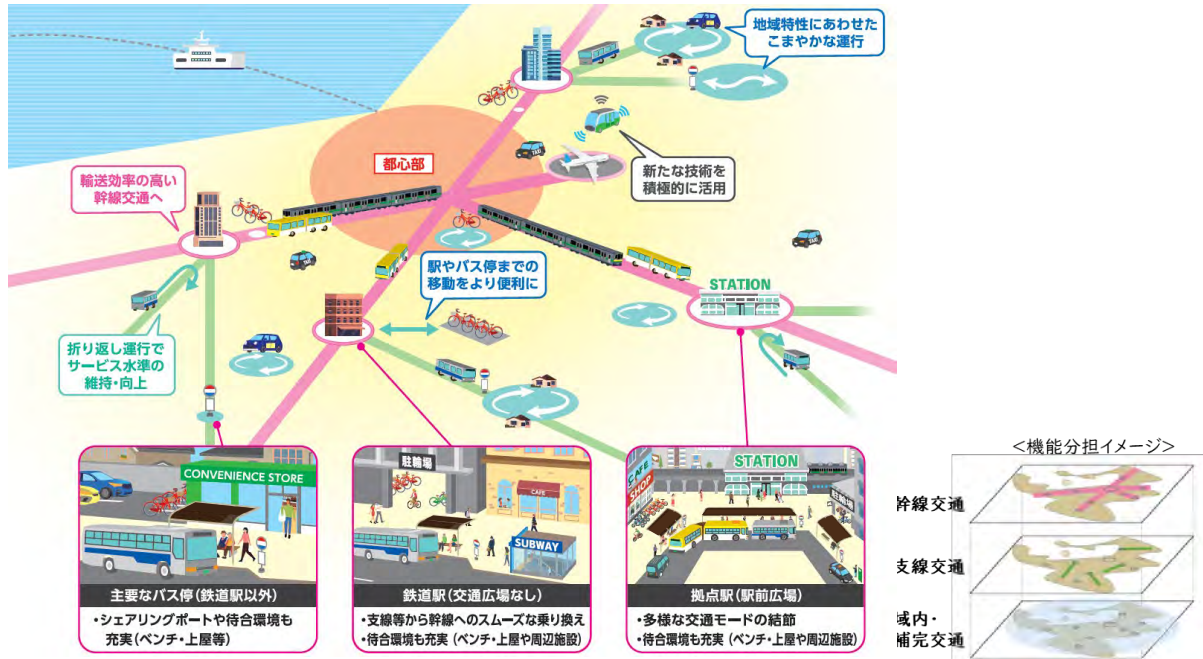 地域特性にあわせた
こまやかな運行
都心部
TAXI
新たな技術を
積極的に活用
輸送効率の高い
幹線交通へ
駅やバス停までの
移動をより便利に
STATION
折り返し運行で
サービス水準の
維持・向上
CONVENIENCE STORE
主要なバス停(鉄道駅以外)
・シェアリングポートや待合環境も
充実(ベンチ・上屋等)
駐輪場
CAFE
SUBWAY
鉄道駅(交通広場なし)
・支線等から幹線へのスムーズな乗り換え
・待合環境も充実(ベンチ・上屋や周辺施設)
CAFE
SHOP
STATION
拠点駅(駅前広場)
・多様な交通モードの結節
・待合環境も充実(ベンチ・上屋や周辺施設)
<機能分担イメージ>
幹線交通
支線交通
域内・
補完交通